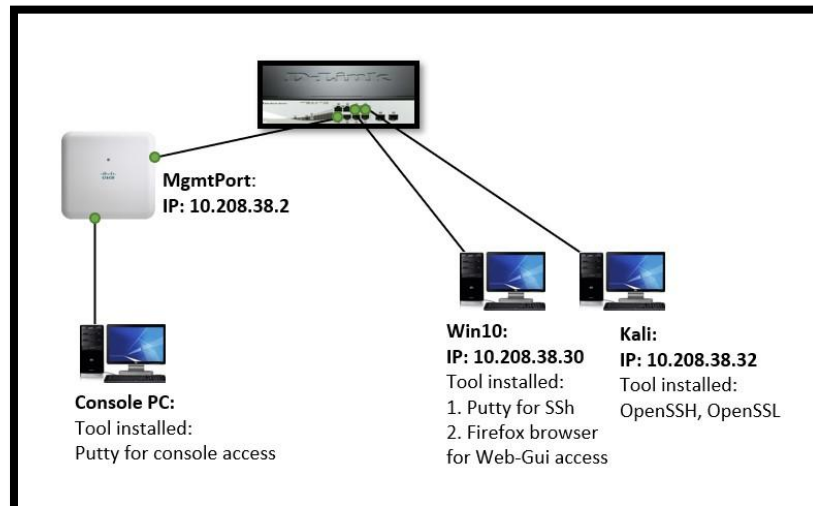 D-Link
MgmtPort:
IP: 10.208.38.2
CISCO
Console PC:
Tool installed:
Putty for console access
Win10:
IP: 10.208.38.30
Tool installed:
1. Putty for SSh
2. Firefox browser
for Web-Gui access
Kali:
IP: 10.208.38.32
Tool installed:
OpenSSH, OpenSSL